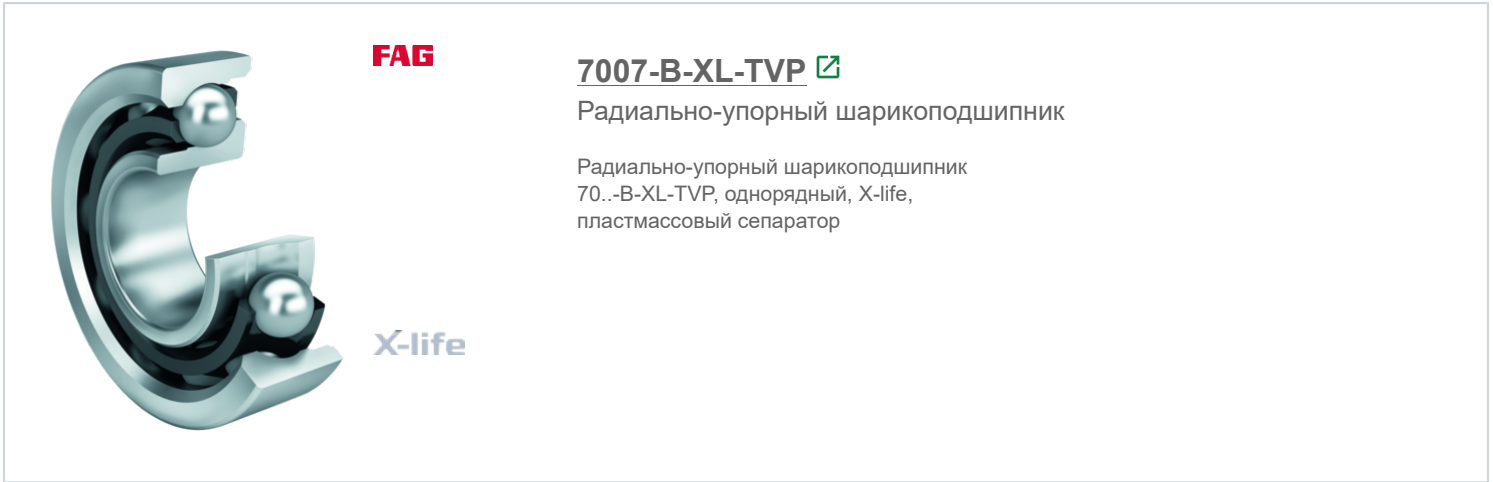 FAG
7007-B-XL-TVP
Радиально-упорный шарикоподшипник
Радиально-упорный шарикоподшипник
70..-B-XL-TVP, однорядный, X-life,
пластмассовый сепаратор
X-life